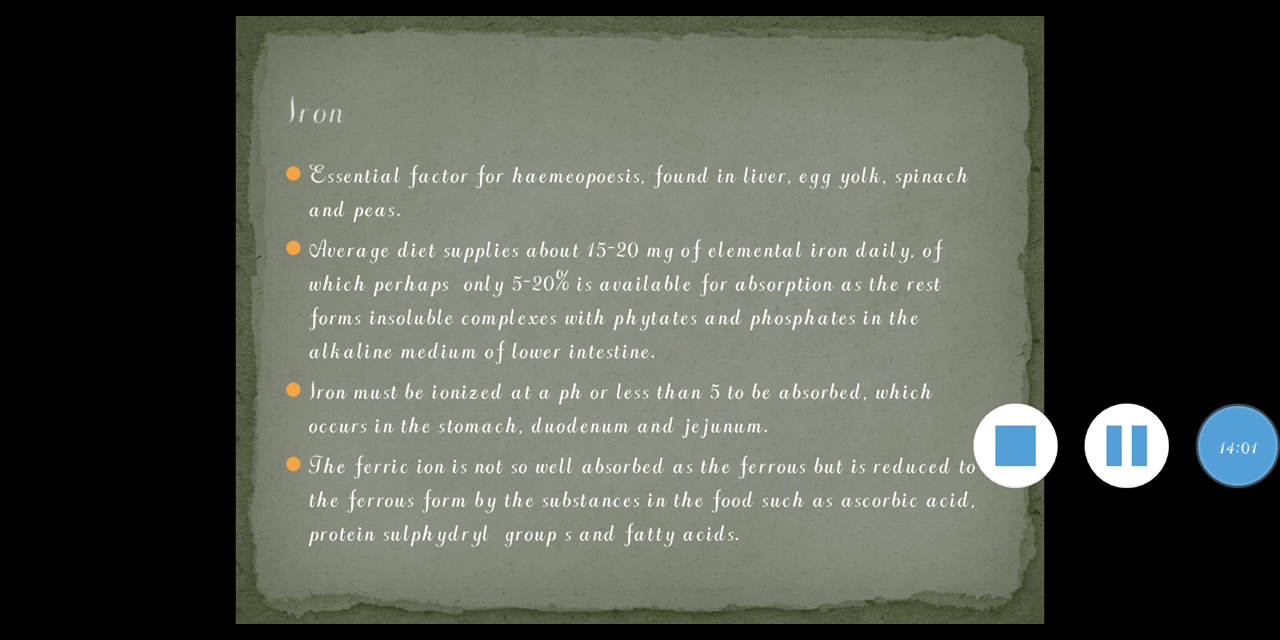 Iron
Essential factor for haemeopoesis, found in liver, egg yolk, spinach
and peas.
Average diet supplies about 15-20 mg of elemental iron daily, of
which perhaps only 5-20% is available for absorption as the rest
forms insoluble complexes with phytates and phosphates in the
alkaline medium of lower intestine.
Iron must be ionized at a ph or less than 5 to be absorbed, which
occurs in the stomach, duodenum and jejunum.
The ferric ion is not so well absorbed as the ferrous but is reduced to
the ferrous form by the substances in the food such as ascorbic acid,
protein sulphydryl group s and fatty acids.
14:01